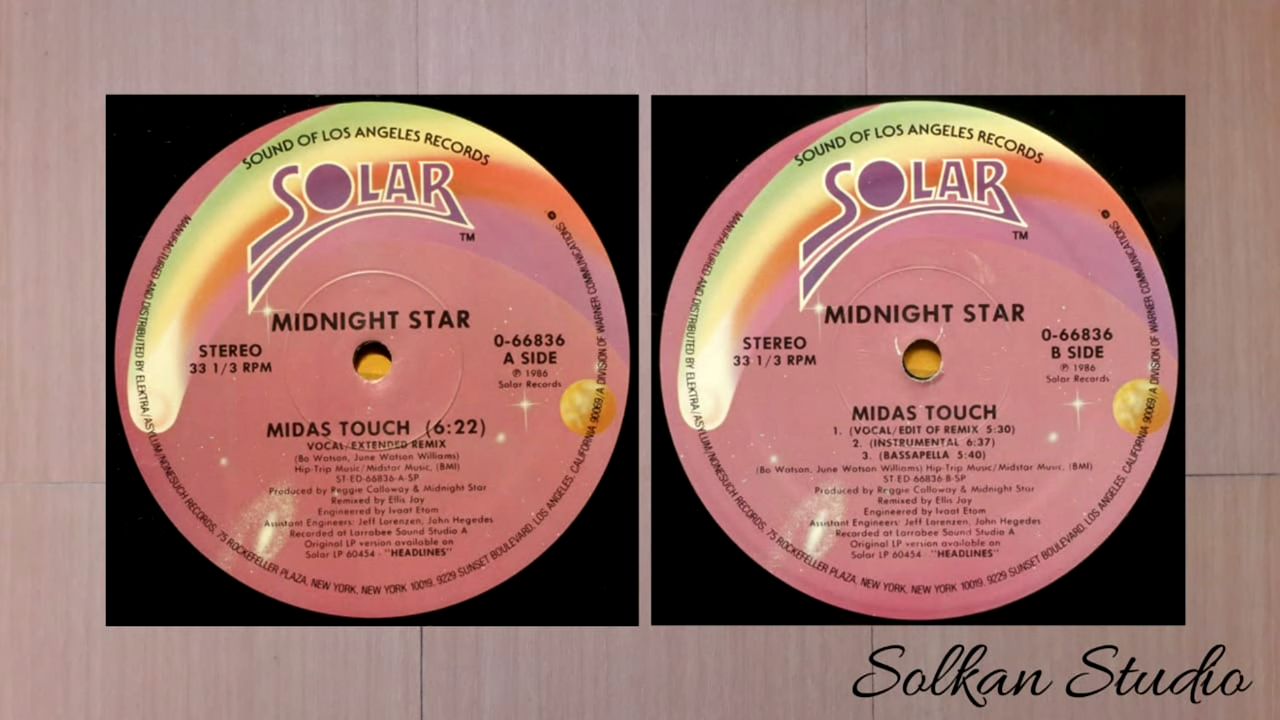 SOUND OF LOS ANGELES RECORDS
SOLAR
TM
MIDNIGHT STAR
STEREO
33 1/3 RPM
0-66836
A SIDE
℗ 1986
Solar Records
MIDAS TOUCH (6:22)
VOCAL/EXTENDED REMIX
(Bo Watson, June Watson Williams)
Hip-Trip Music/Midstar Music, (BMI)
ST-ED-66836-A-SP
Produced by Reggie Calloway & Midnight Star
Remixed by Ellis Jay
Engineered by Ivaat Etom
Assistant Engineers: Jeff Lorenzen, John Hegedes
Recorded at Larrabee Sound Studio A
Original LP version available on
Solar LP 60454 - "HEADLINES"
MANUFACTURED AND DISTRIBUTED BY ELEKTRA/ASYLUM/NONESUCH RECORDS, 75 ROCKEFELLER PLAZA, NEW YORK, NEW YORK 10019. 9229 SUNSET BOULEVARD, LOS ANGELES, CALIFORNIA 90069/A DIVISION OF WARNER COMMUNICATIONS
SOUND OF LOS ANGELES RECORDS
SOLAR
TM
MIDNIGHT STAR
STEREO
33 1/3 RPM
0-66836
B SIDE
℗ 1986
Solar Records
MIDAS TOUCH
1. (VOCAL/EDIT OF REMIX 5:30)
2. (INSTRUMENTAL 6:37)
3. (BASSAPELLA 5:40)
(Bo Watson, June Watson Williams) Hip-Trip Music/Midstar Music, (BMI)
ST-ED-66836-B-SP
Produced by Reggie Calloway & Midnight Star
Remixed by Ellis Jay
Engineered by Ivaat Etom
Assistant Engineers: Jeff Lorenzen, John Hegedes
Recorded at Larrabee Sound Studio A
Original LP version available on
Solar LP 60454 - "HEADLINES"
MANUFACTURED AND DISTRIBUTED BY ELEKTRA/ASYLUM/NONESUCH RECORDS, 75 ROCKEFELLER PLAZA, NEW YORK, NEW YORK 10019. 9229 SUNSET BOULEVARD, LOS ANGELES, CALIFORNIA 90069/A DIVISION OF WARNER COMMUNICATIONS
Solkan Studio